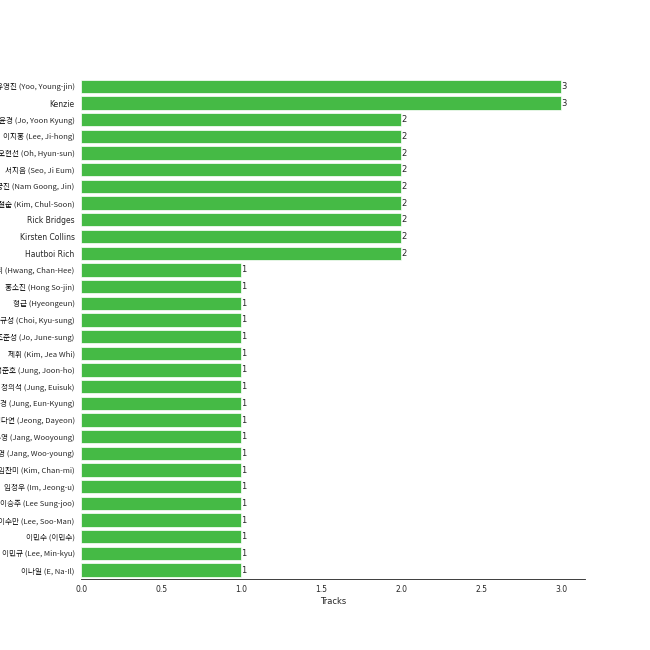 유영진 (Yoo, Young-jin) 3
Kenzie 3
윤경 (Jo, Yoon Kyung) 2
이지홍 (Lee, Ji-hong) 2
오현선 (Oh, Hyun-sun) 2
서지음 (Seo, Ji Eum) 2
궁진 (Nam Goong, Jin) 2
철순 (Kim, Chul-Soon) 2
Rick Bridges 2
Kirsten Collins 2
Hautboi Rich 2
(Hwang, Chan-Hee) 1
홍소진 (Hong So-jin) 1
형근 (Hyeongeun) 1
규성 (Choi, Kyu-sung) 1
조준성 (Jo, June-sung) 1
제휘 (Kim, Jea Whi) 1
정준호 (Jung, Joon-ho) 1
정의석 (Jung, Euisuk) 1
경 (Jung, Eun-Kyung) 1
다연 (Jeong, Dayeon) 1
영 (Jang, Wooyoung) 1
영 (Jang, Woo-young) 1
임찬미 (Kim, Chan-mi) 1
임정우 (Im, Jeong-u) 1
이승주 (Lee Sung-joo) 1
이수만 (Lee, Soo-Man) 1
이민수 (이민수) 1
이민규 (Lee, Min-kyu) 1
이나일 (E, Na-Il) 1
0.0 0.5 1.0 1.5 2.0 2.5 3.0
Tracks